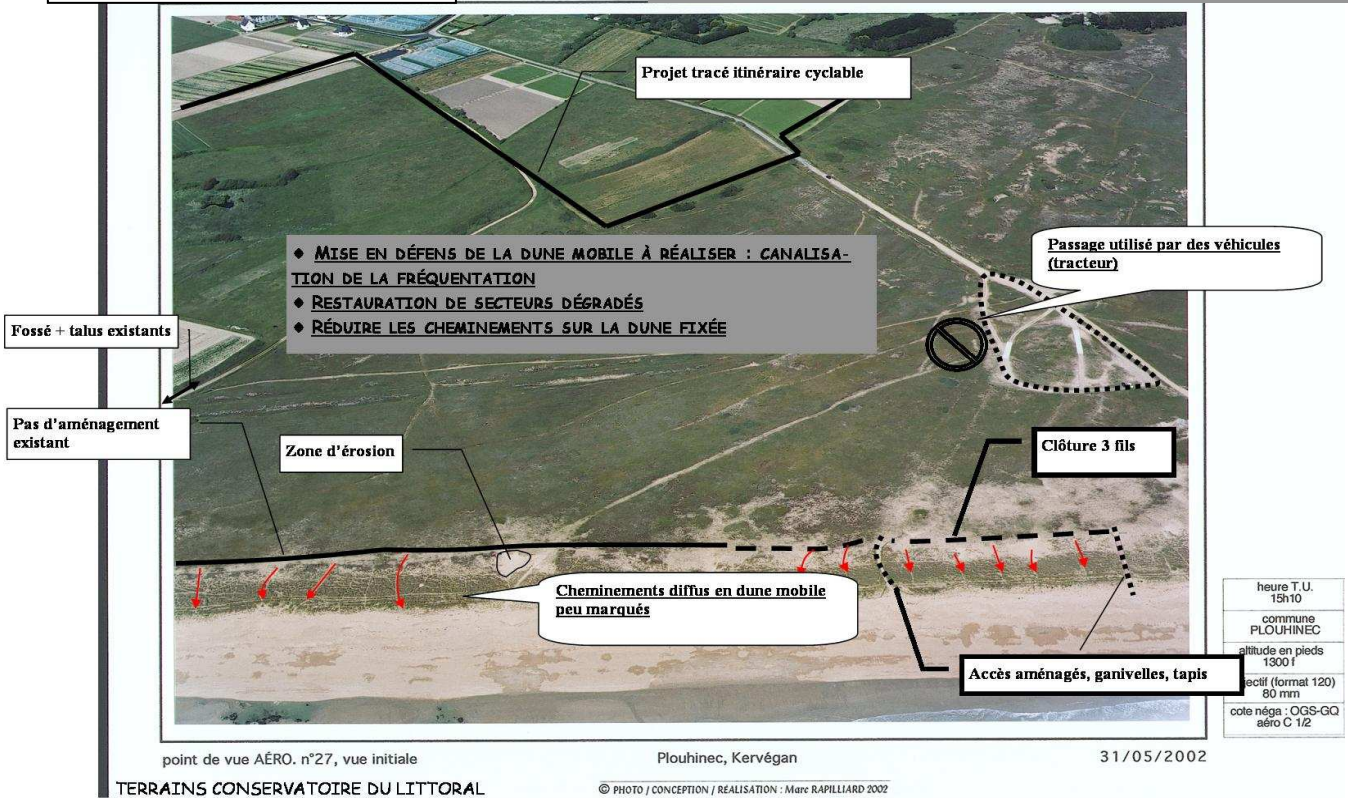 Projet tracé itinéraire cyclable
Passage utilisé par des véhicules
(tracteur)
◆ MISE EN DÉFENS DE LA DUNE MOBILE À RÉALISER : CANALISA-
TION DE LA FRÉQUENTATION
◆ RESTAURATION DE SECTEURS DÉGRADÉS
◆ RÉDUIRE LES CHEMINEMENTS SUR LA DUNE FIXÉE
Fossé + talus existants
Pas d'aménagement
existant
Zone d'érosion
Clôture 3 fils
Cheminements diffus en dune mobile
peu marqués
Accès aménagés, ganivelles, tapis
heure T.U.
15h10
commune
PLOUHINEC
altitude en pieds
1300 f
jectif (format 120)
80 mm
cote néga : OGS-GQ
aéro C 1/2
point de vue AÉRO. n°27, vue initiale
Plouhinec, Kervégan
31/05/2002
TERRAINS CONSERVATOIRE DU LITTORAL
© PHOTO / CONCEPTION / RÉALISATION : Marc RAPILLIARD 2002